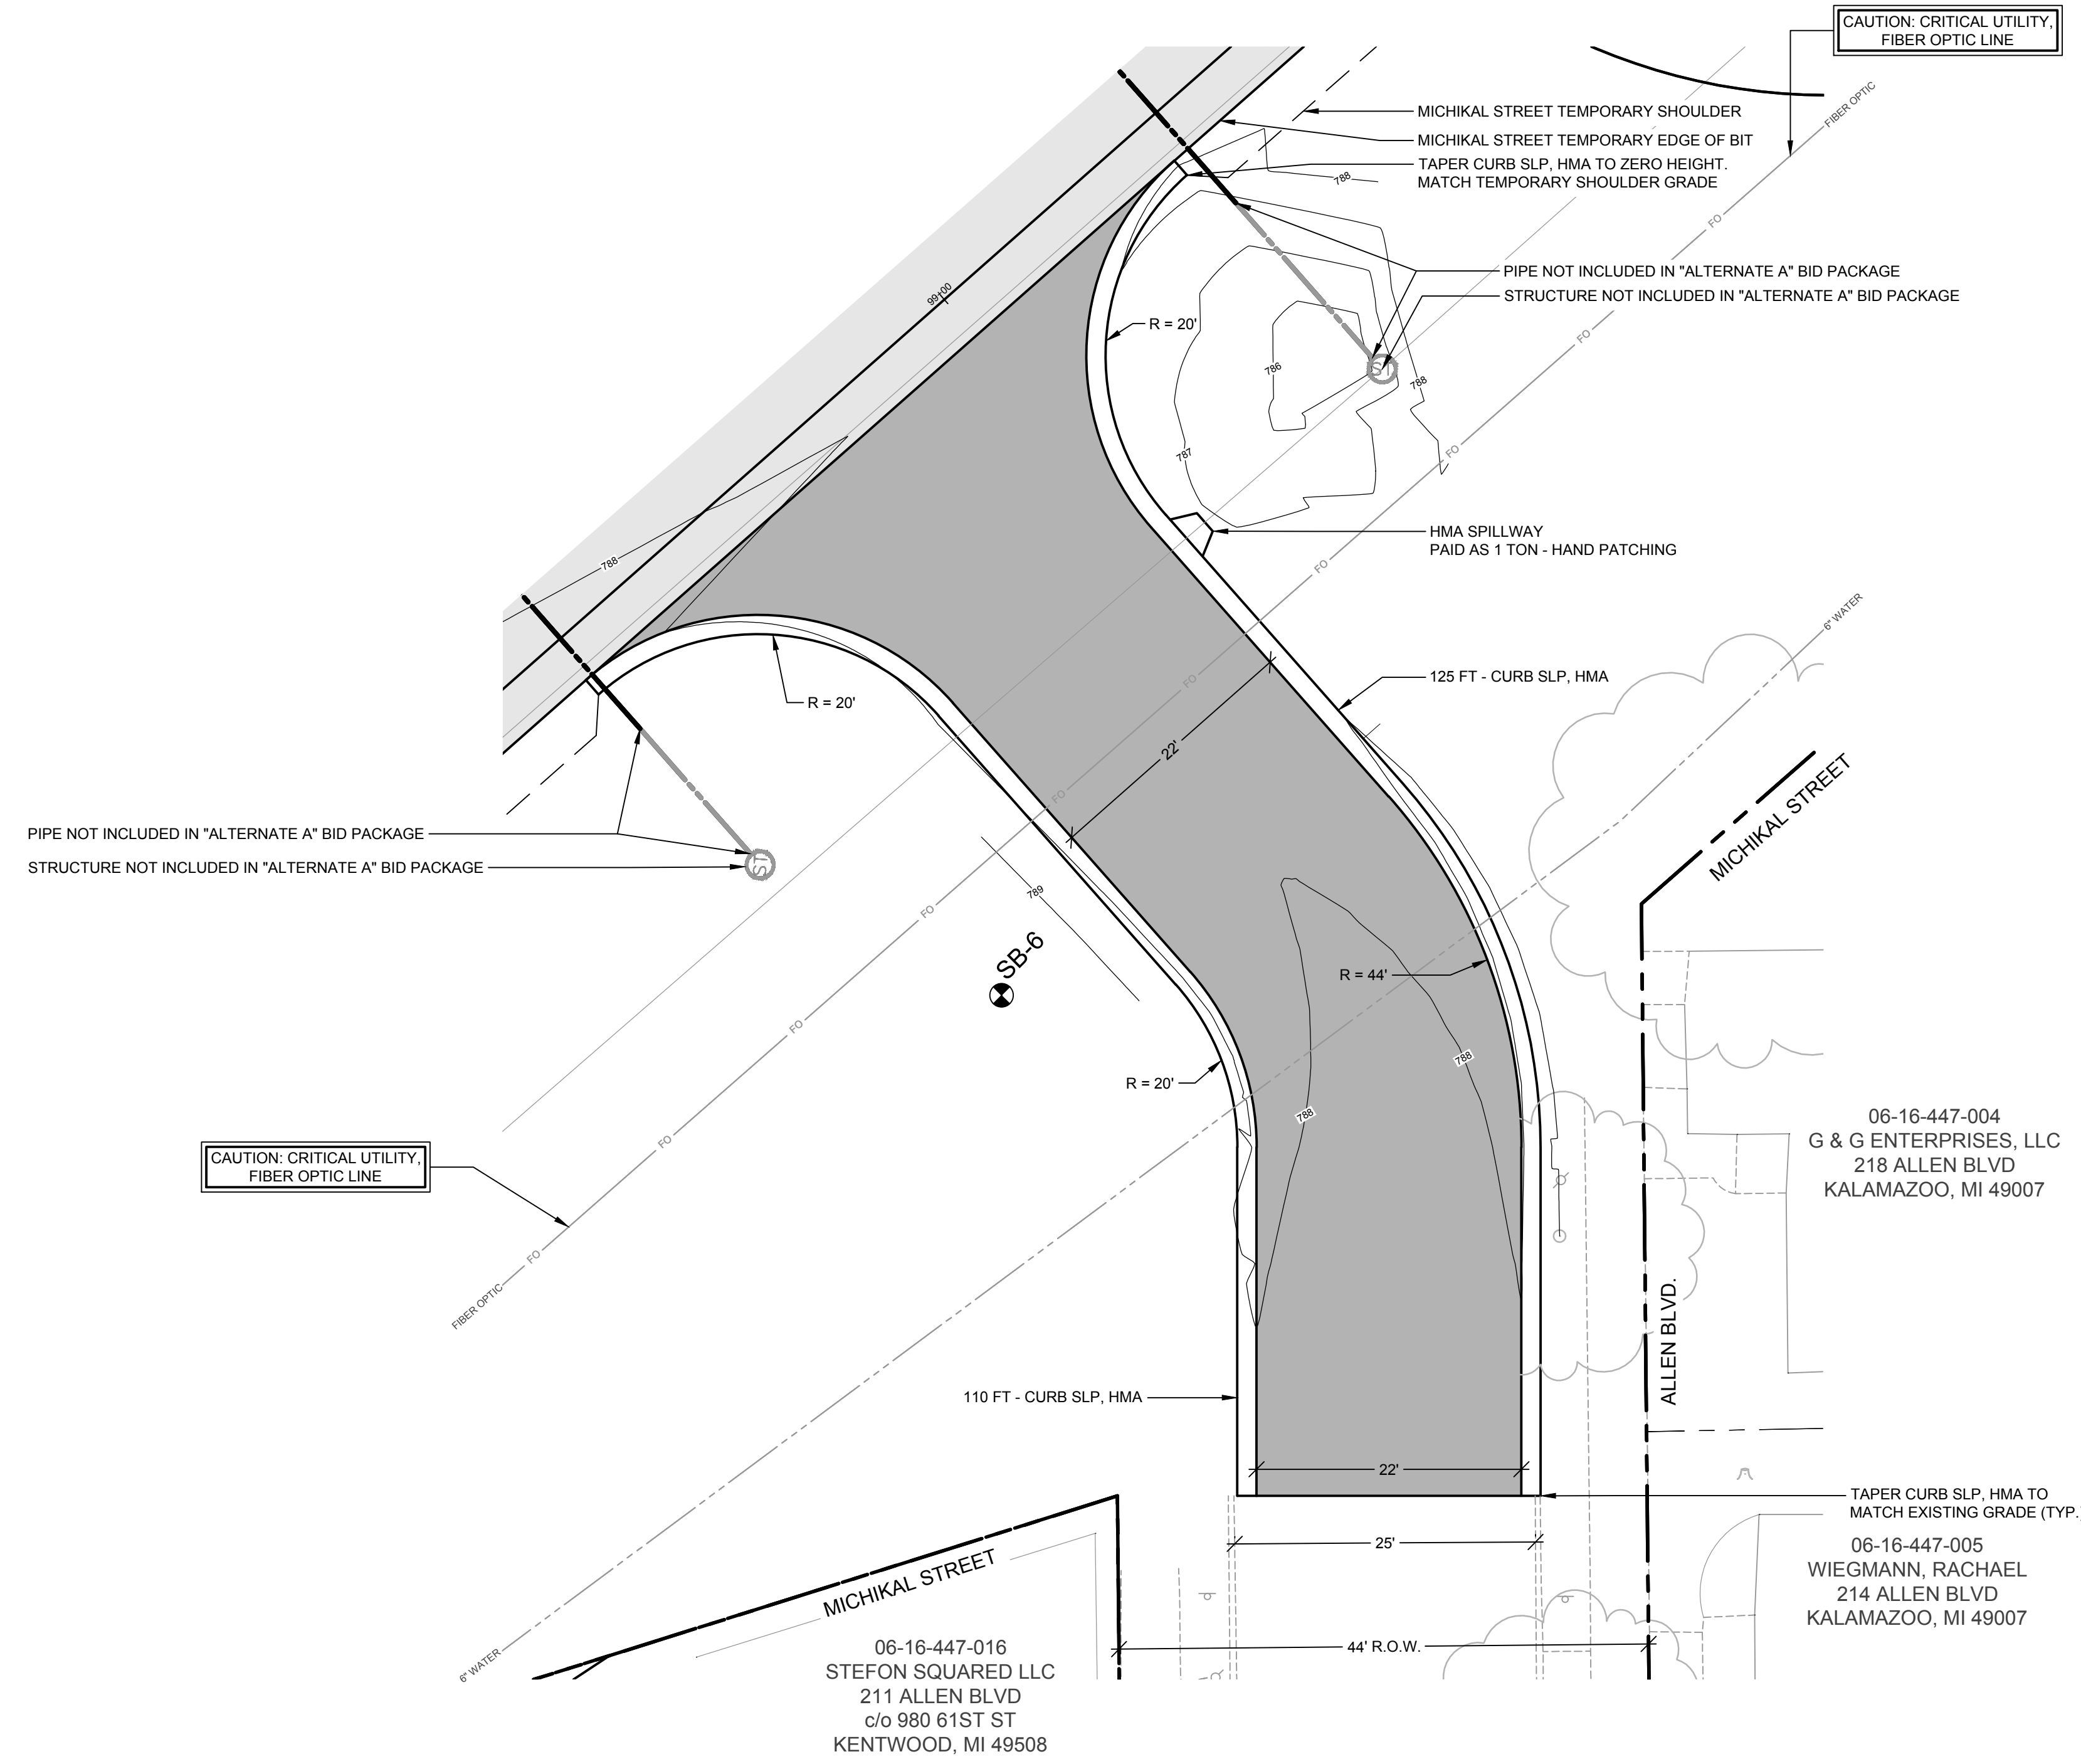 CAUTION: CRITICAL UTILITY,
FIBER OPTIC LINE
FIBER OPTIC
MICHIKAL STREET TEMPORARY SHOULDER
MICHIKAL STREET TEMPORARY EDGE OF BIT
TAPER CURB SLP, HMA TO ZERO HEIGHT.
MATCH TEMPORARY SHOULDER GRADE
788
FO
PIPE NOT INCLUDED IN "ALTERNATE A" BID PACKAGE
STRUCTURE NOT INCLUDED IN "ALTERNATE A" BID PACKAGE
99+00
R = 20'
FO
786
ST
788
787
FO
HMA SPILLWAY
PAID AS 1 TON - HAND PATCHING
788
FO
6" WATER
125 FT - CURB SLP, HMA
FO
R = 20'
22'
MICHIKAL STREET
FO
PIPE NOT INCLUDED IN "ALTERNATE A" BID PACKAGE
STRUCTURE NOT INCLUDED IN "ALTERNATE A" BID PACKAGE
ST
789
FO
SB-6
R = 44'
FO
788
R = 20'
788
06-16-447-004
G & G ENTERPRISES, LLC
218 ALLEN BLVD
KALAMAZOO, MI 49007
FO
CAUTION: CRITICAL UTILITY,
FIBER OPTIC LINE
FO
FIBER OPTIC
ALLEN BLVD.
110 FT - CURB SLP, HMA
22'
TAPER CURB SLP, HMA TO
MATCH EXISTING GRADE (TYP.
25'
06-16-447-005
WIEGMANN, RACHAEL
214 ALLEN BLVD
KALAMAZOO, MI 49007
MICHIKAL STREET
44' R.O.W.
6" WATER
06-16-447-016
STEFON SQUARED LLC
211 ALLEN BLVD
c/o 980 61ST ST
KENTWOOD, MI 49508